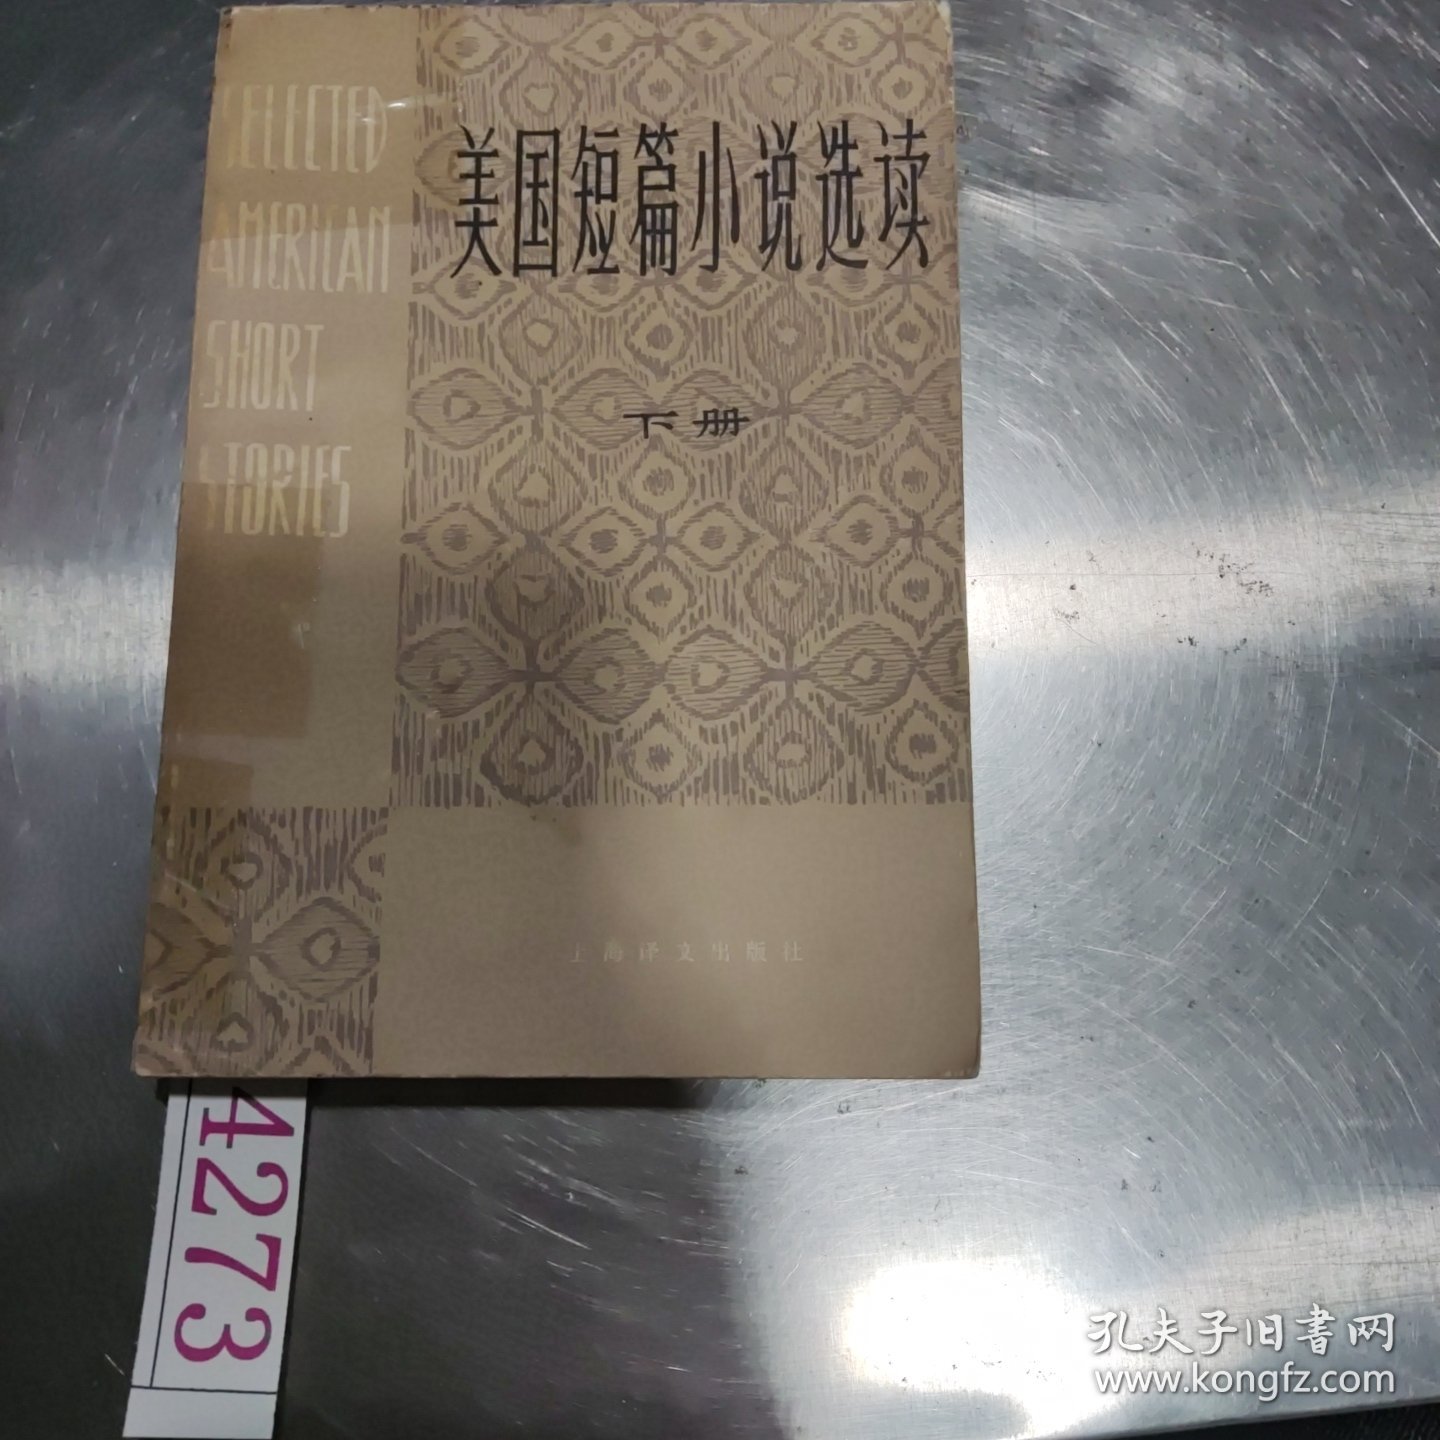 SELECTED
AMERICAN
SHORT
STORIES
美国短篇小说选读
下册
上海译文出版社
4273
孔夫子旧书网
www.kongfz.com